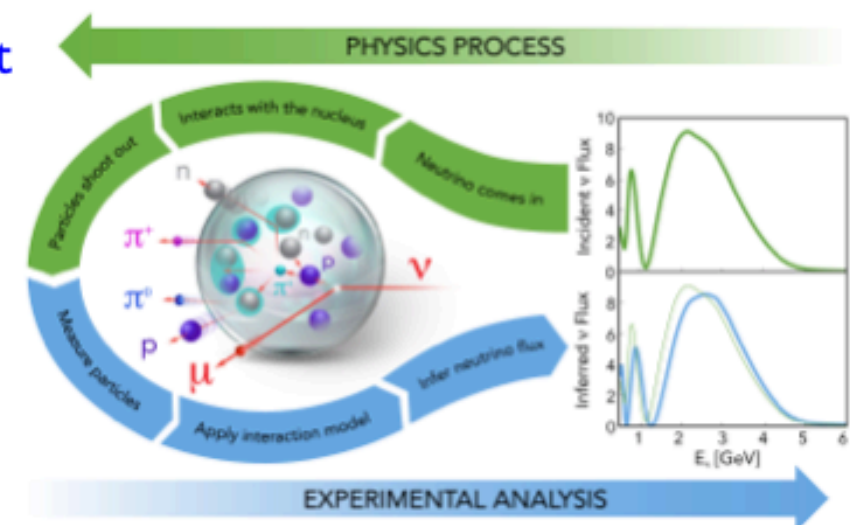 t
PHYSICS PROCESS
Neutrino comes in
Interacts with the nucleus
Particles shoot out
Measure particles
Apply interaction model
Infer neutrino flux
n
π⁺
π⁰
p
μ
n
p
π⁺
ν
Incident ν Flux
10
8
6
4
2
0
Inferred ν Flux
8
6
4
2
0
1 2 3 4 5 6
Eᵥ [GeV]
EXPERIMENTAL ANALYSIS